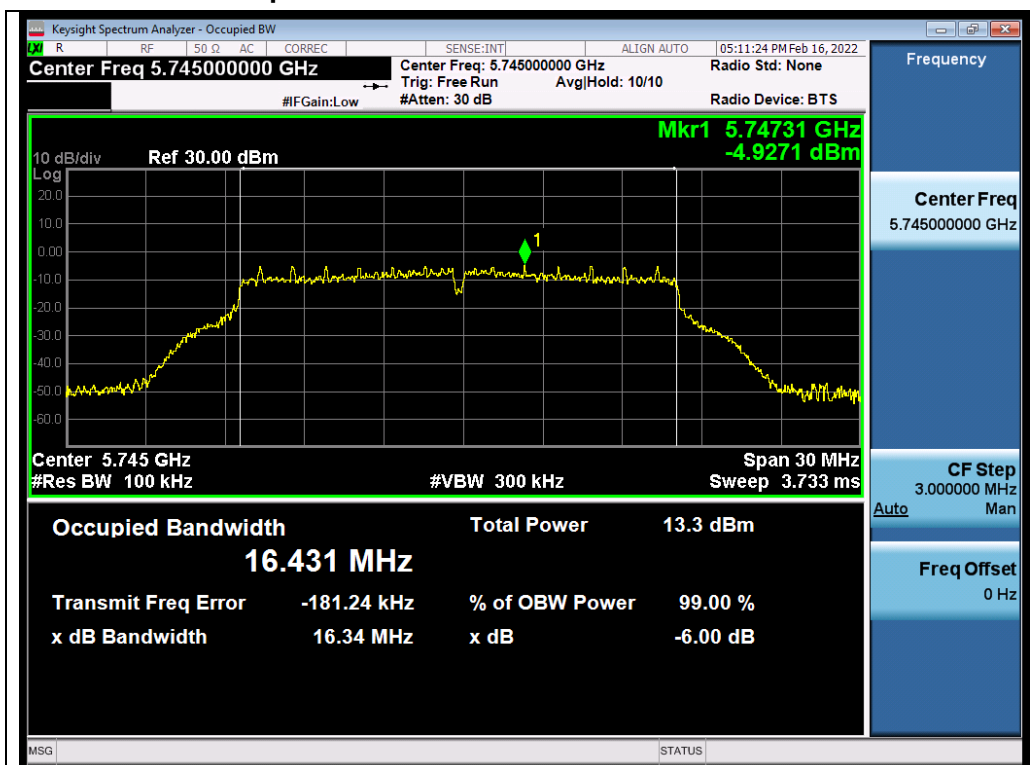 Keysight Spectrum Analyzer - Occupied BW
LXI R RF 50 Ω AC CORREC SENSE:INT ALIGN AUTO 05:11:24 PM Feb 16, 2022
Center Freq 5.745000000 GHz
Center Freq: 5.745000000 GHz
Radio Std: None
Trig: Free Run Avg|Hold: 10/10
#IFGain:Low #Atten: 30 dB Radio Device: BTS
Frequency
Mkr1 5.74731 GHz
-4.9271 dBm
10 dB/div Ref 30.00 dBm
Log
20.0
10.0
0.00
-10.0
-20.0
-30.0
-40.0
-50.0
-60.0
1
Center 5.745 GHz Span 30 MHz
#Res BW 100 kHz #VBW 300 kHz Sweep 3.733 ms
Center Freq
5.745000000 GHz
CF Step
3.000000 MHz
Auto Man
Freq Offset
0 Hz
Occupied Bandwidth Total Power 13.3 dBm
16.431 MHz
Transmit Freq Error -181.24 kHz % of OBW Power 99.00 %
x dB Bandwidth 16.34 MHz x dB -6.00 dB
MSG STATUS